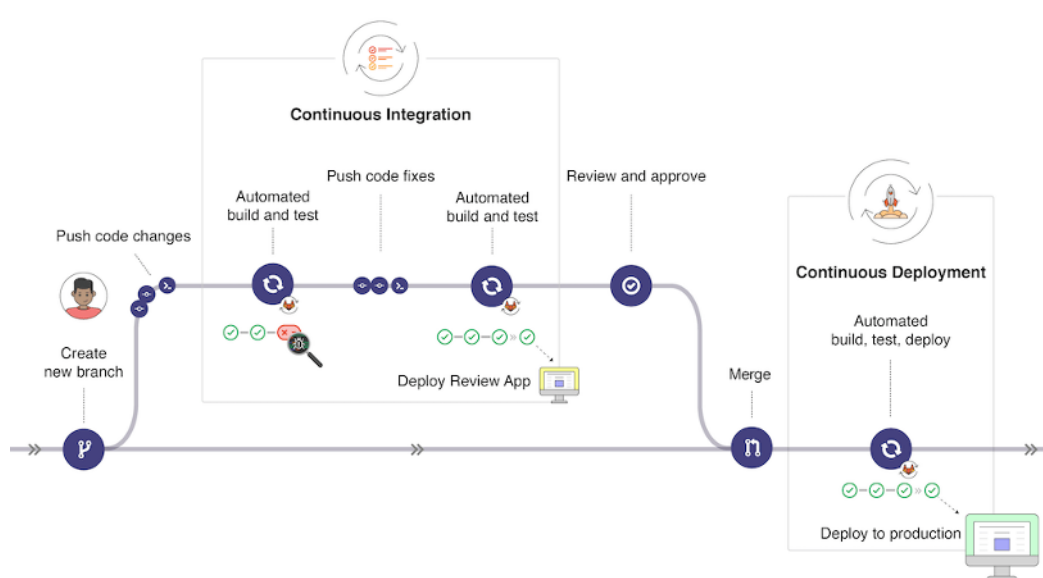 Continuous Integration
Push code fixes
Review and approve
Automated
build and test
Automated
build and test
Push code changes
Continuous Deployment
Automated
build, test, deploy
Create
new branch
Deploy Review App
Merge
Deploy to production